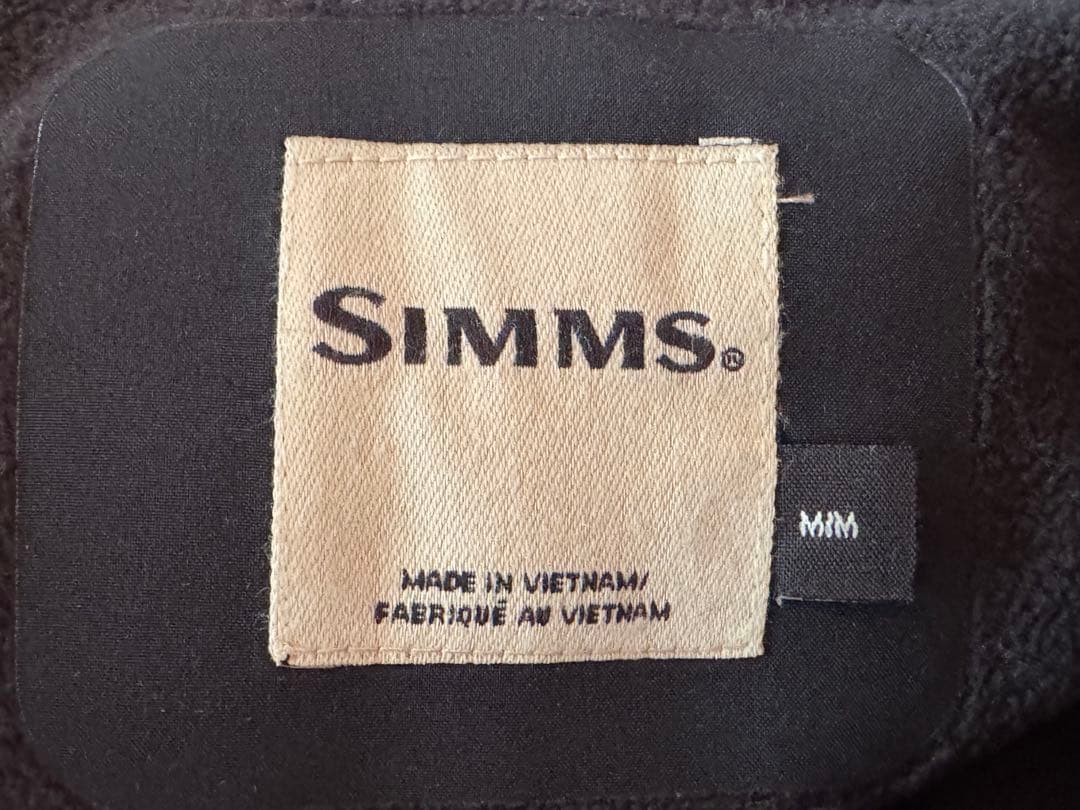 SIMMS®
M/M
MADE IN VIETNAM/
FABRIQUÉ AU VIETNAM